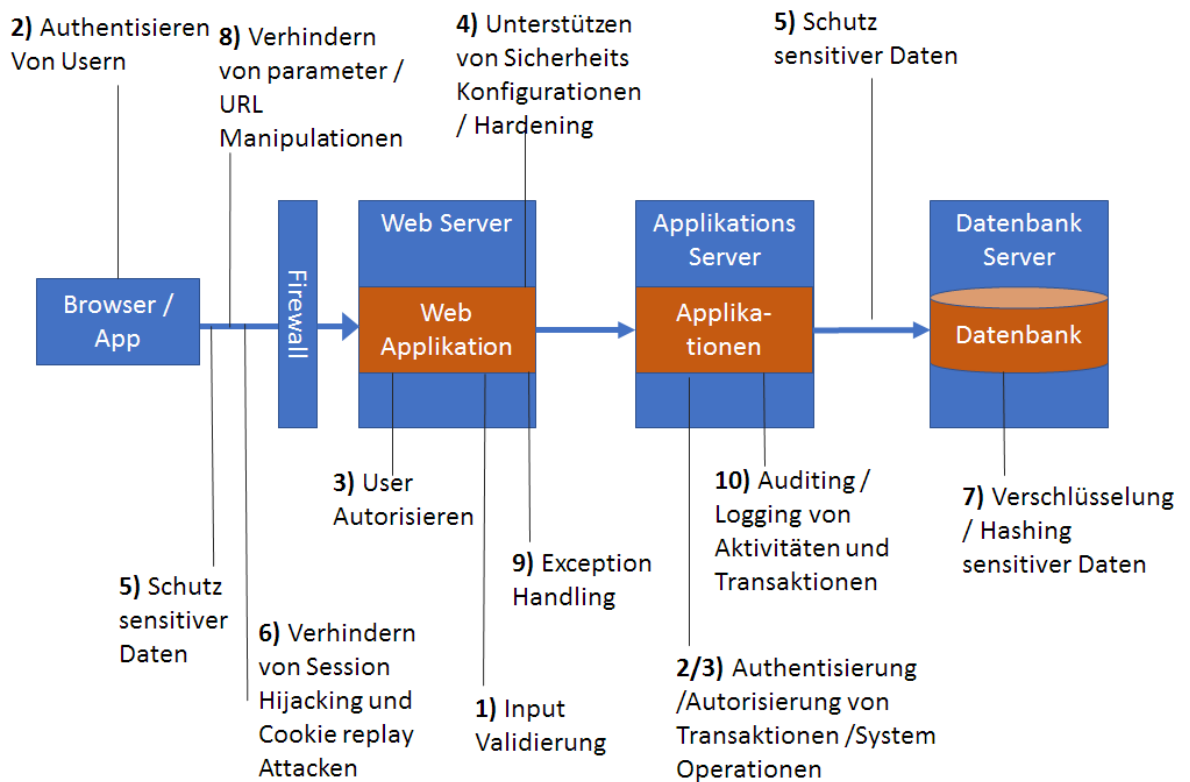 2) Authentisieren
Von Usern
8) Verhindern
von parameter /
URL
Manipulationen
4) Unterstützen
von Sicherheits
Konfigurationen
/ Hardening
5) Schutz
sensitiver Daten
Browser /
App
Firewall
Web Server
Web
Applikation
Applikations
Server
Applika-
tionen
Datenbank
Server
Datenbank
3) User
Autorisieren
5) Schutz
sensitiver
Daten
6) Verhindern
von Session
Hijacking und
Cookie replay
Attacken
1) Input
Validierung
9) Exception
Handling
10) Auditing /
Logging von
Aktivitäten und
Transaktionen
2/3) Authentisierung
/Autorisierung von
Transaktionen /System
Operationen
7) Verschlüsselung
/ Hashing
sensitiver Daten